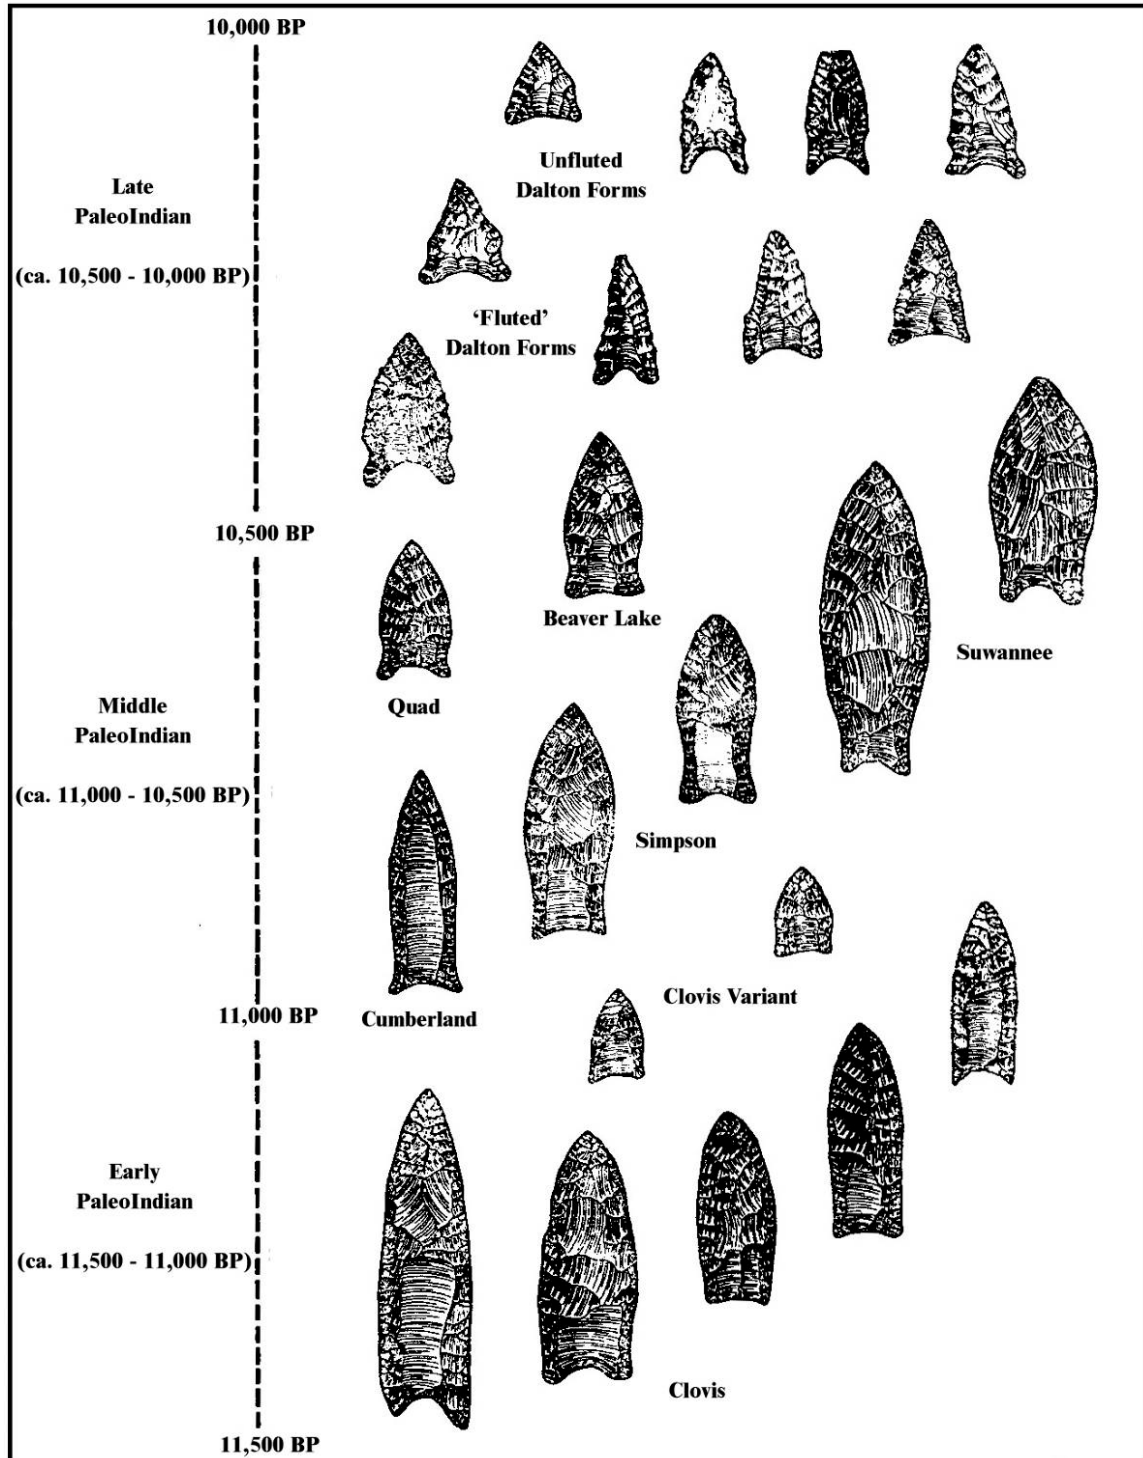 10,000 BP
Unfluted
Dalton Forms
Late
PaleoIndian
(ca. 10,500 - 10,000 BP)
‘Fluted’
Dalton Forms
10,500 BP
Beaver Lake
Suwannee
Quad
Middle
PaleoIndian
(ca. 11,000 - 10,500 BP)
Simpson
Clovis Variant
11,000 BP
Cumberland
Early
PaleoIndian
(ca. 11,500 - 11,000 BP)
Clovis
11,500 BP